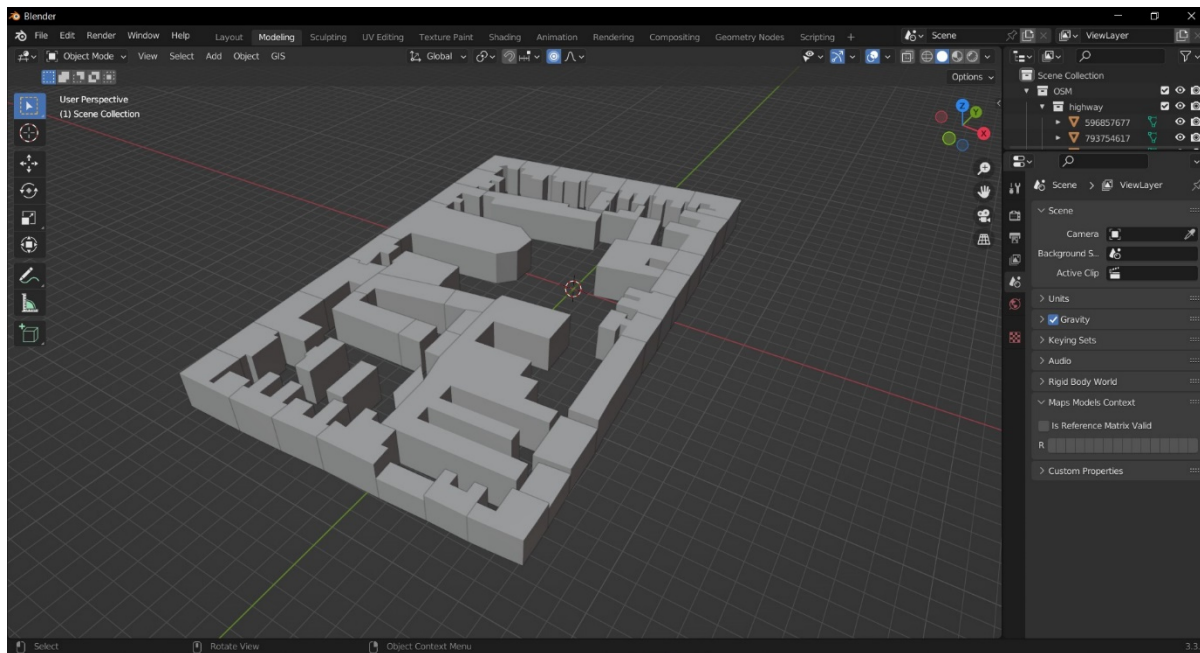 Blender
File Edit Render Window Help Layout Modeling Sculpting UV Editing Texture Paint Shading Animation Rendering Compositing Geometry Nodes Scripting + Scene ViewLayer
Object Mode View Select Add Object GIS Global
Options
User Perspective
(1) Scene Collection
Z
Y
X
Scene Collection
OSM
highway
596857677
793754617
Scene > ViewLayer
Scene
Camera
Background S...
Active Clip
Units
Gravity
Keying Sets
Audio
Rigid Body World
Maps Models Context
Is Reference Matrix Valid
R
Custom Properties
Select Rotate View Object Context Menu 3.3